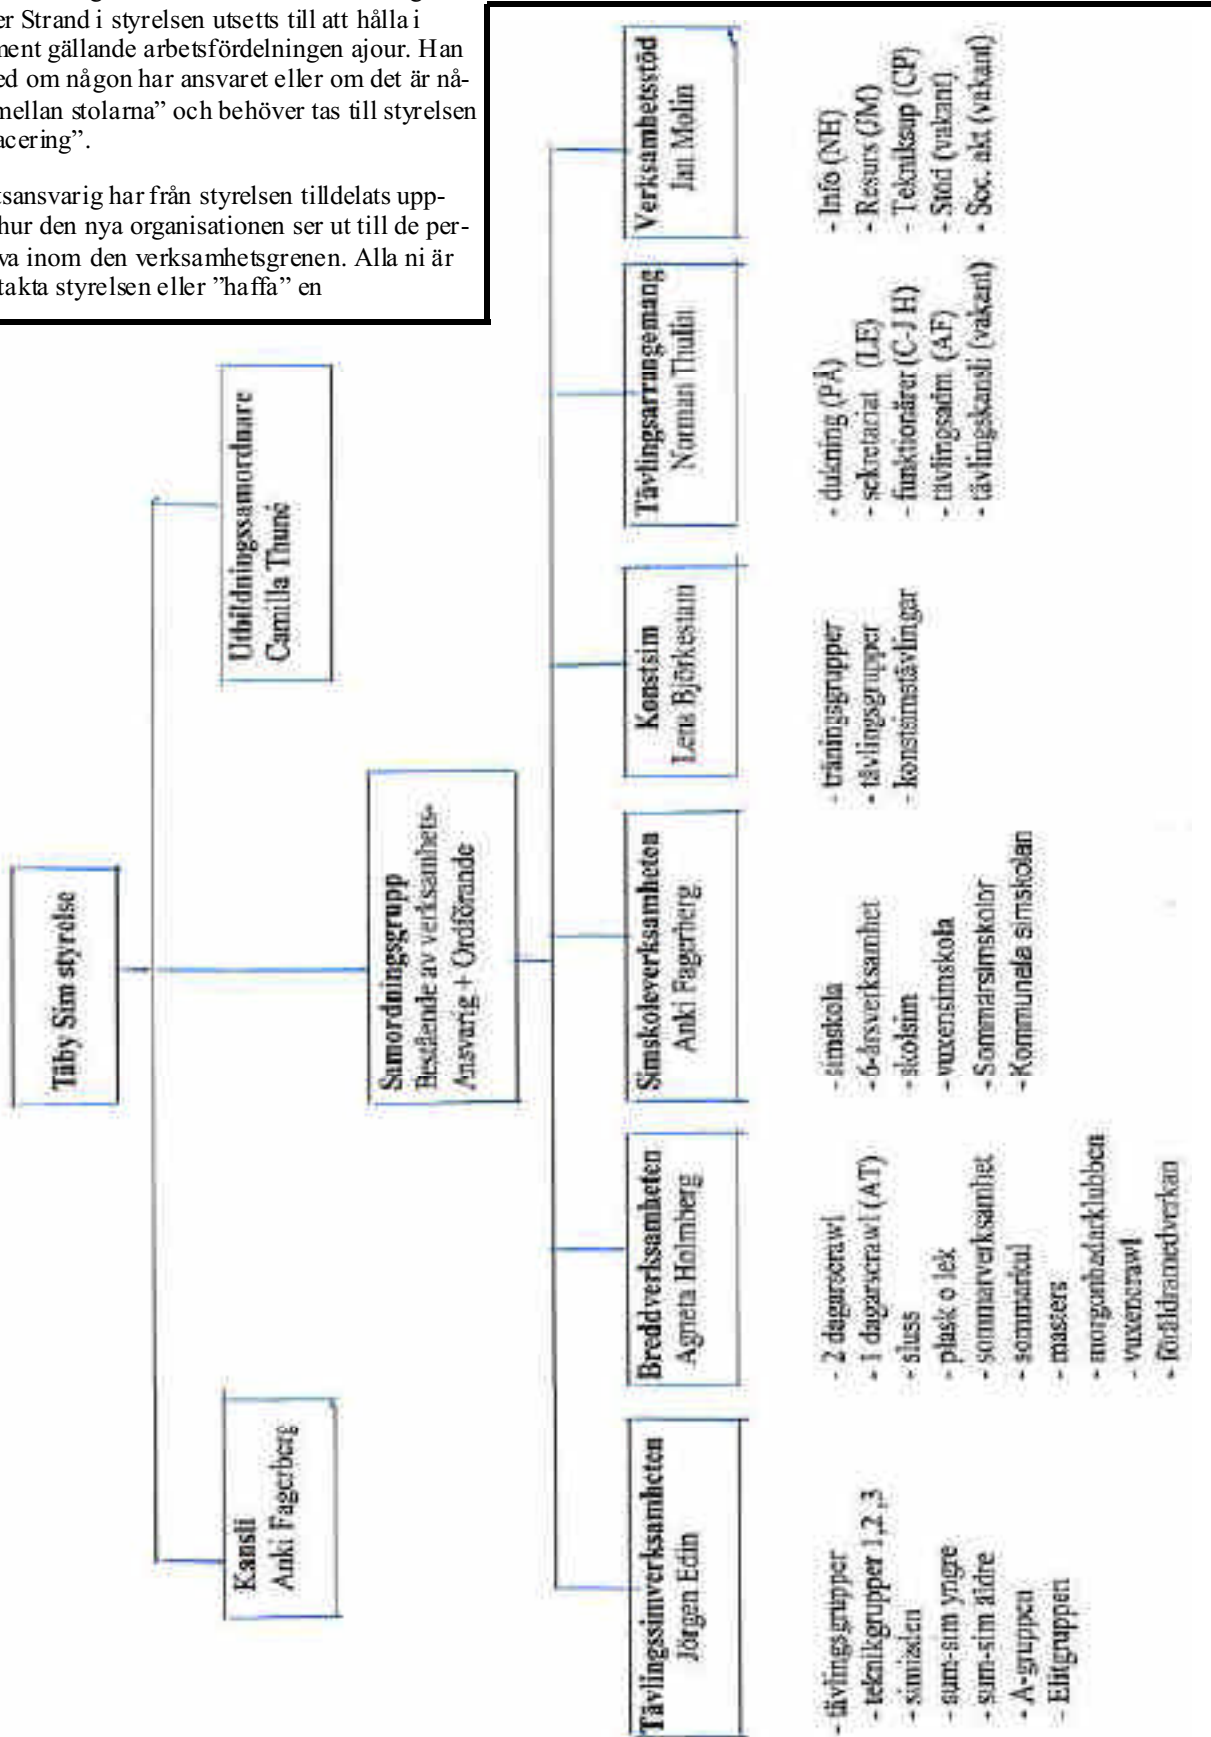 er Strand i styrelsen utsetts till att hålla i
ment gällande arbetsfördelningen ajour. Han
ed om någon har ansvaret eller om det är nå-
mellan stolarna” och behöver tas till styrelsen
acering”.
tsansvarig har från styrelsen tilldelats upp-
hur den nya organisationen ser ut till de per-
va inom den verksamhetsgrenen. Alla ni är
takta styrelsen eller ”haffa” en
Täby Sim styrelse
Kansli
Anki Fagerberg
Utbildningssamordnare
Camilla Thuné
Samordningsgrupp
Bestående av verksamhets-
Ansvarig + Ordförande
Tävlingssimverksamheten
Jörgen Edin
- tävlingsgrupper
- teknikgrupper 1,2,3
- simiaden
- sum-sim yngre
- sum-sim äldre
- A-gruppen
- Elitgruppen
Breddverksamheten
Agneta Holmberg
- 2 dagarscrawl
- 1 dagarscrawl (AT)
- sluss
- plask o lek
- sommarverksamhet
- sommarkul
- masters
- morgonbadarklubben
- vuxencrawl
- föräldramedverkan
Simskoleverksamheten
Anki Fagerberg
- simskola
- 6-årsverksamhet
- skolsim
- vuxensimskola
- Sommarsimskolor
- Kommunala simskolan
Konstsim
Lena Björkestam
- träningsgrupper
- tävlingsgrupper
- konstsimstävlingar
Tävlingsarrangemang
Norman Thulin
- dukning (PÅ)
- sekretariat (LE)
- funktionärer (C-J H)
- tävlingsadm (AF)
- tävlingskansli (vakant)
Verksamhetsstöd
Jan Molin
- Info (NH)
- Resurs (JM)
- Tekniksup (CP)
- Stöd (vakant)
- Soc. akt (vakant)